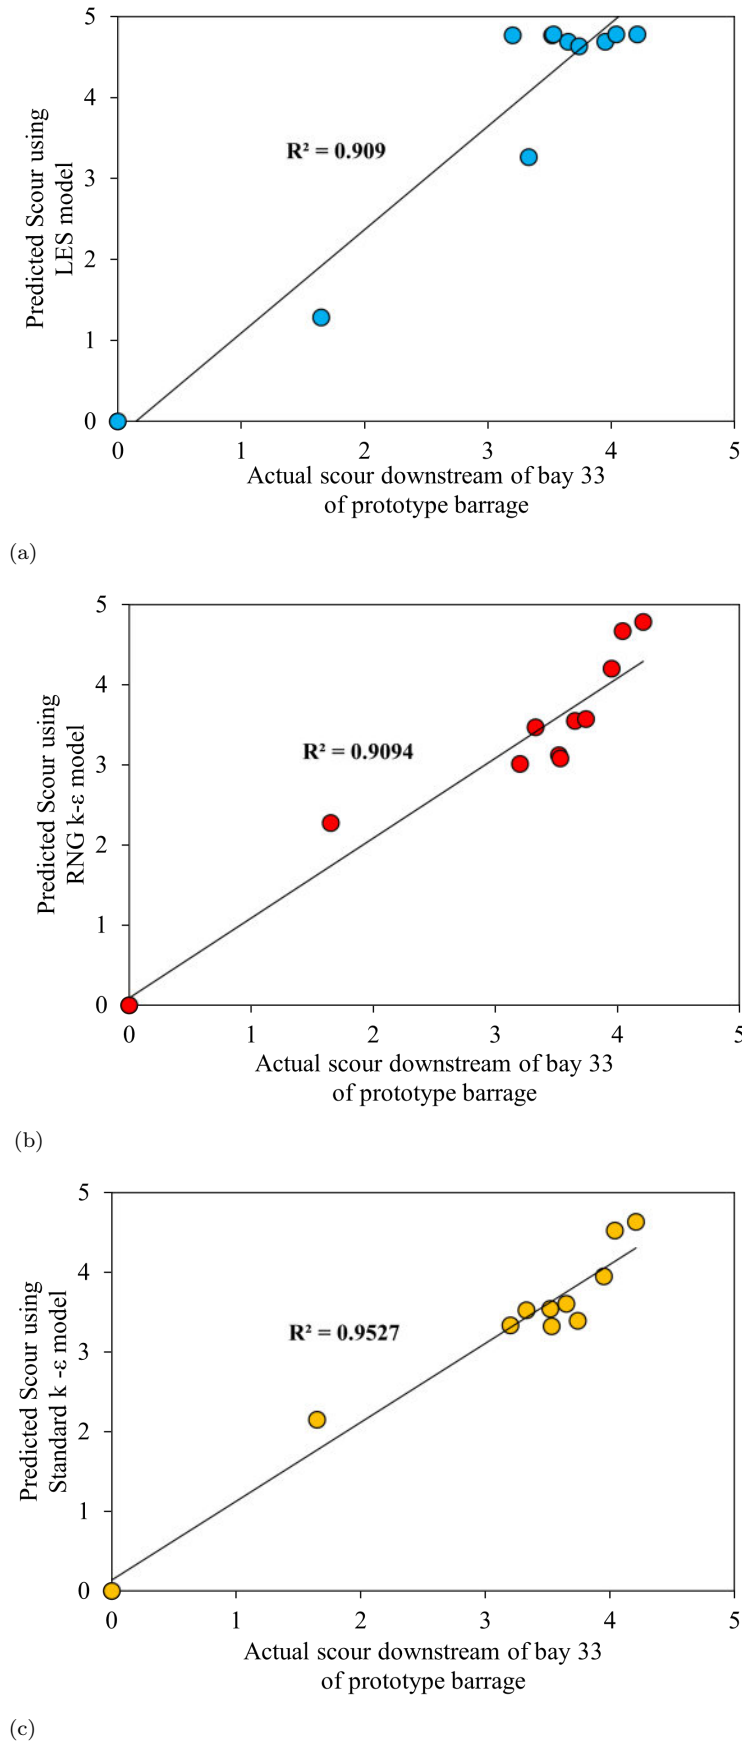 5
4
3
2
1
0
Predicted Scour using
LES model
R² = 0.909
0 1 2 3 4 5
Actual scour downstream of bay 33
of prototype barrage
(a)
5
4
3
2
1
0
Predicted Scour using
RNG k-ε model
R² = 0.9094
0 1 2 3 4 5
Actual scour downstream of bay 33
of prototype barrage
(b)
5
4
3
2
1
0
Predicted Scour using
Standard k -ε model
R² = 0.9527
0 1 2 3 4 5
Actual scour downstream of bay 33
of prototype barrage
(c)